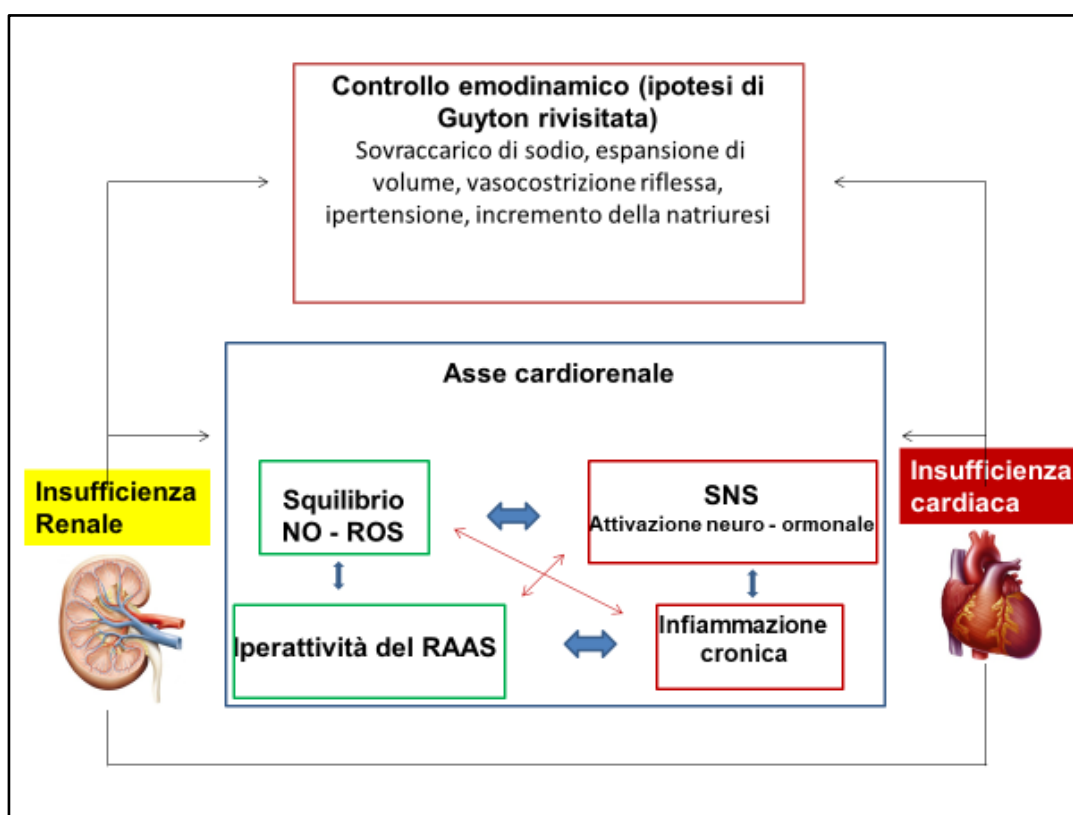 Controllo emodinamico (ipotesi di
Guyton rivisitata)
Sovraccarico di sodio, espansione di
volume, vasocostrizione riflessa,
ipertensione, incremento della natriuresi
Asse cardiorenale
Insufficienza
Renale
Squilibrio
NO - ROS
SNS
Attivazione neuro - ormonale
Insufficienza
cardiaca
Iperattività del RAAS
Infiammazione
cronica